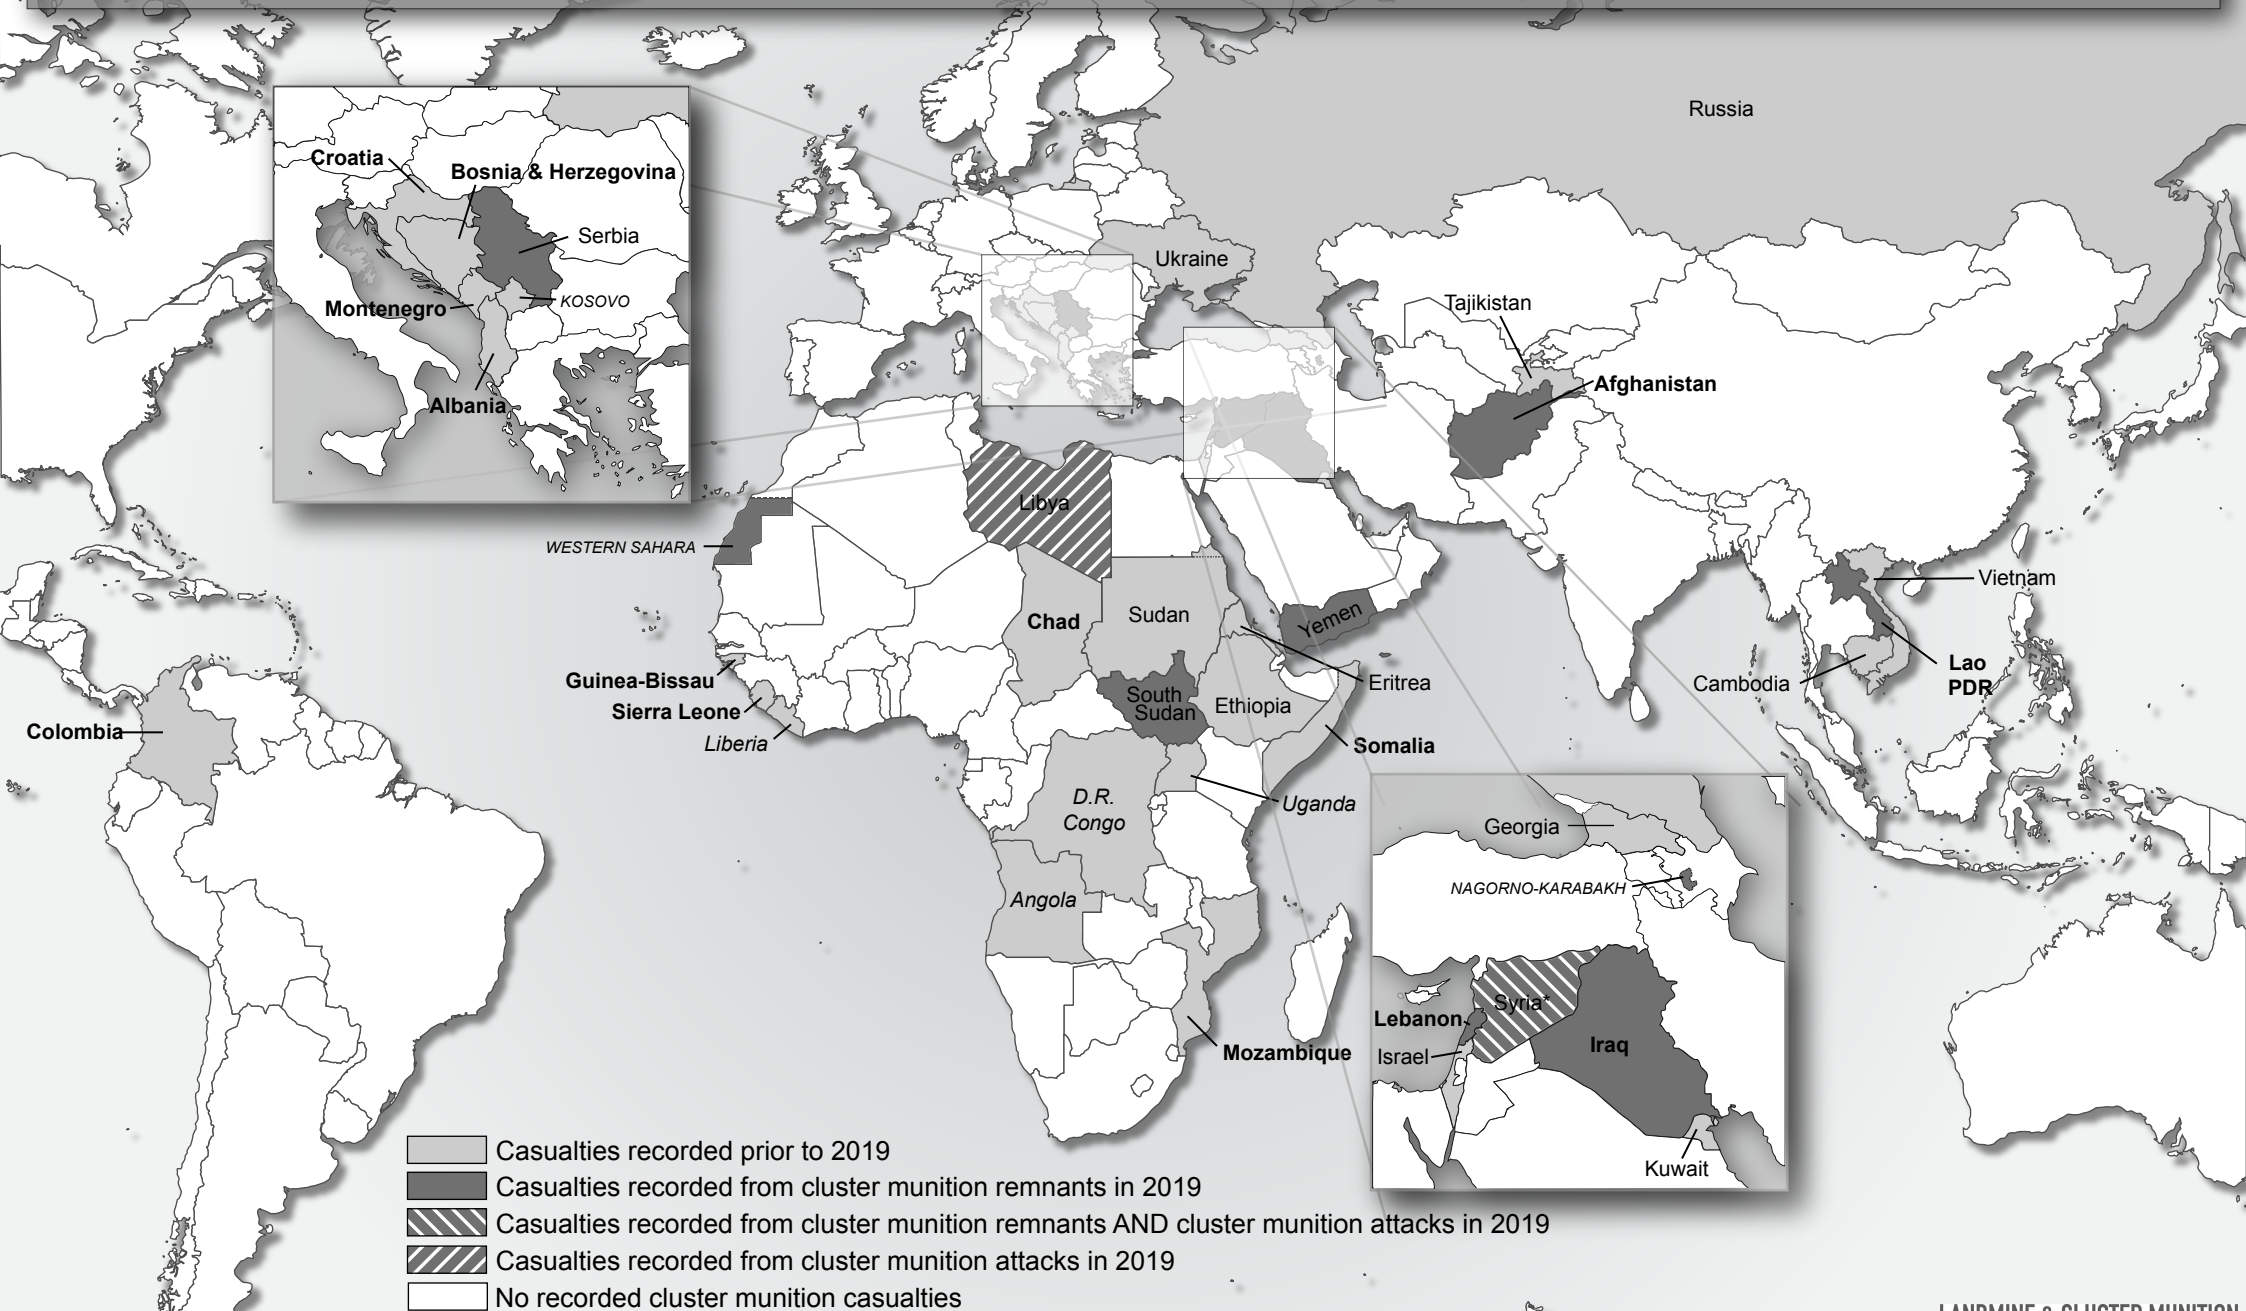 Russia
Croatia
Bosnia & Herzegovina
Serbia
KOSOVO
Montenegro
Albania
Ukraine
Tajikistan
Afghanistan
Libya
WESTERN SAHARA
Vietnam
Chad
Sudan
Yemen
Guinea-Bissau
Sierra Leone
Liberia
Colombia
South
Sudan
Ethiopia
Eritrea
Somalia
Cambodia
Lao
PDR
Uganda
D.R.
Congo
Angola
Mozambique
Georgia
NAGORNO-KARABAKH
Syria*
Lebanon
Israel
Iraq
Kuwait
Casualties recorded prior to 2019
Casualties recorded from cluster munition remnants in 2019
Casualties recorded from cluster munition remnants AND cluster munition attacks in 2019
Casualties recorded from cluster munition attacks in 2019
No recorded cluster munition casualties
LANDMINE & CLUSTER MUNITION